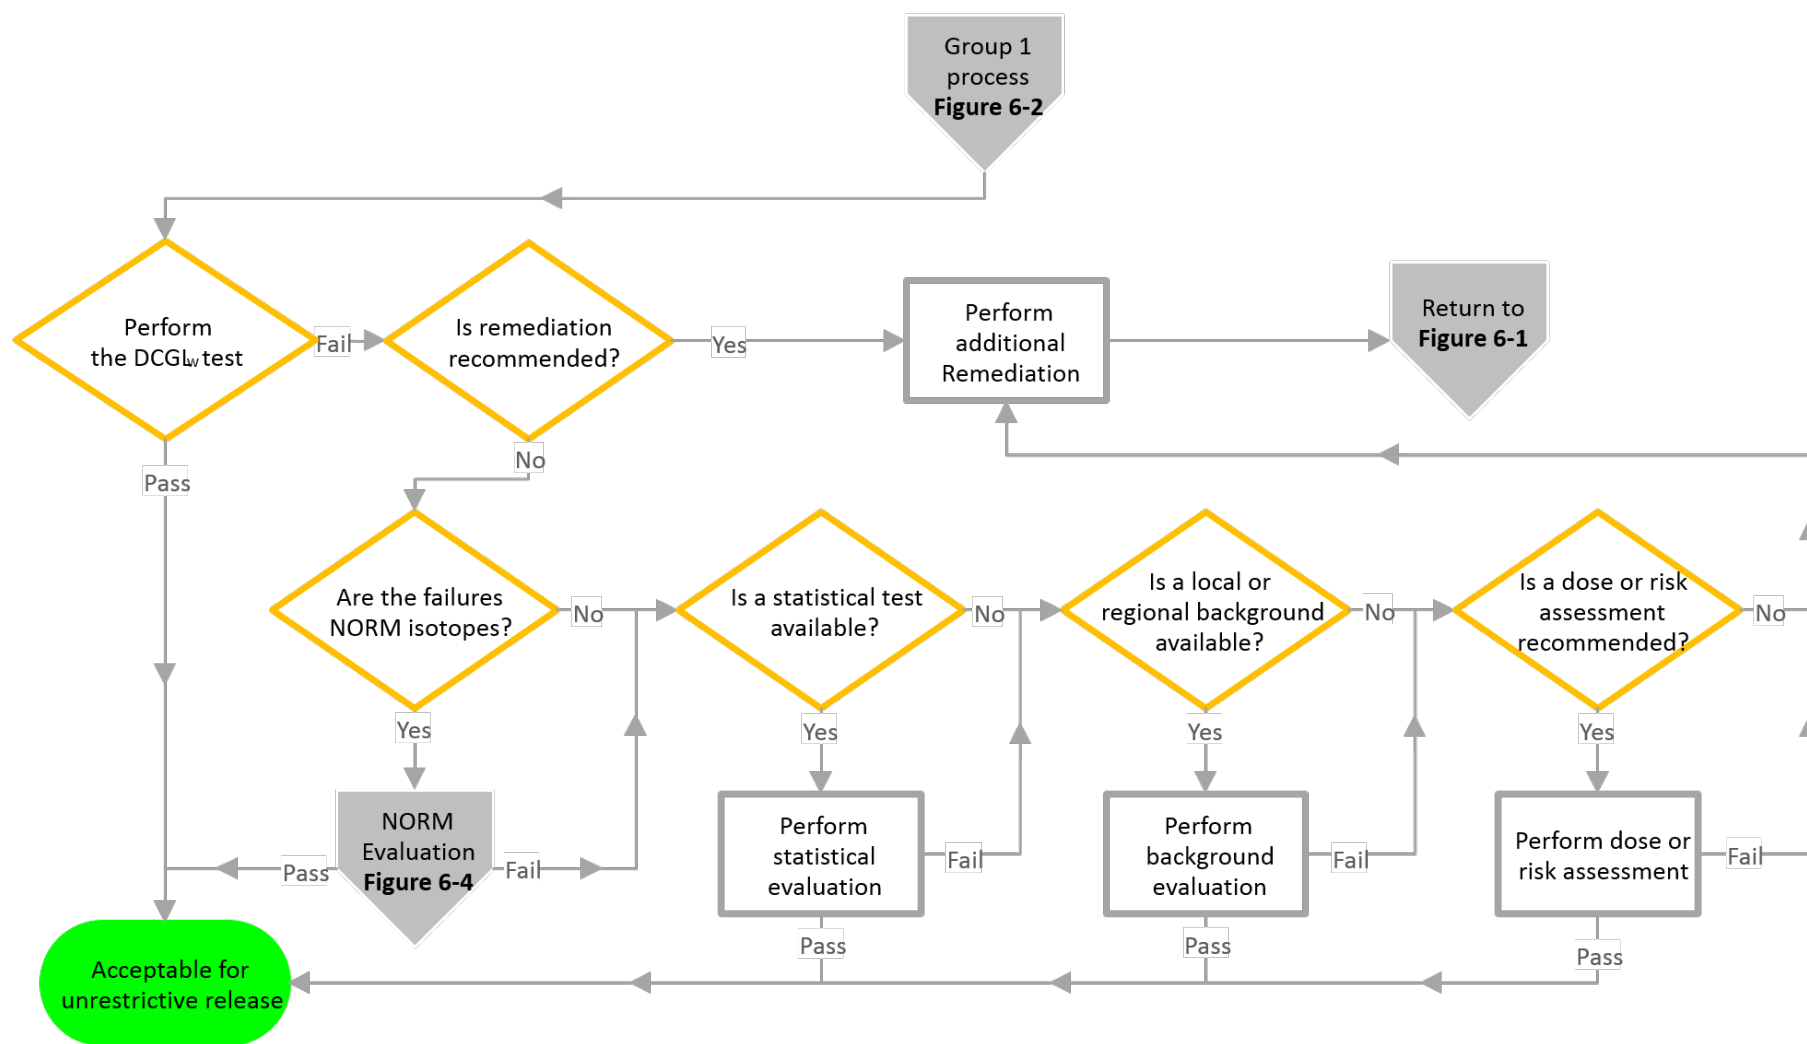 Group 1
process
Figure 6-2
Perform
the DCGLw test
Fail
Is remediation
recommended?
Yes
Perform
additional
Remediation
Return to
Figure 6-1
No
Pass
Are the failures
NORM isotopes?
No
Is a statistical test
available?
No
Is a local or
regional background
available?
No
Is a dose or risk
assessment
recommended?
No
Yes
Yes
Yes
Yes
NORM
Evaluation
Figure 6-4
Pass
Fail
Perform
statistical
evaluation
Fail
Perform
background
evaluation
Fail
Perform dose or
risk assessment
Fail
Pass
Pass
Pass
Acceptable for
unrestrictive release